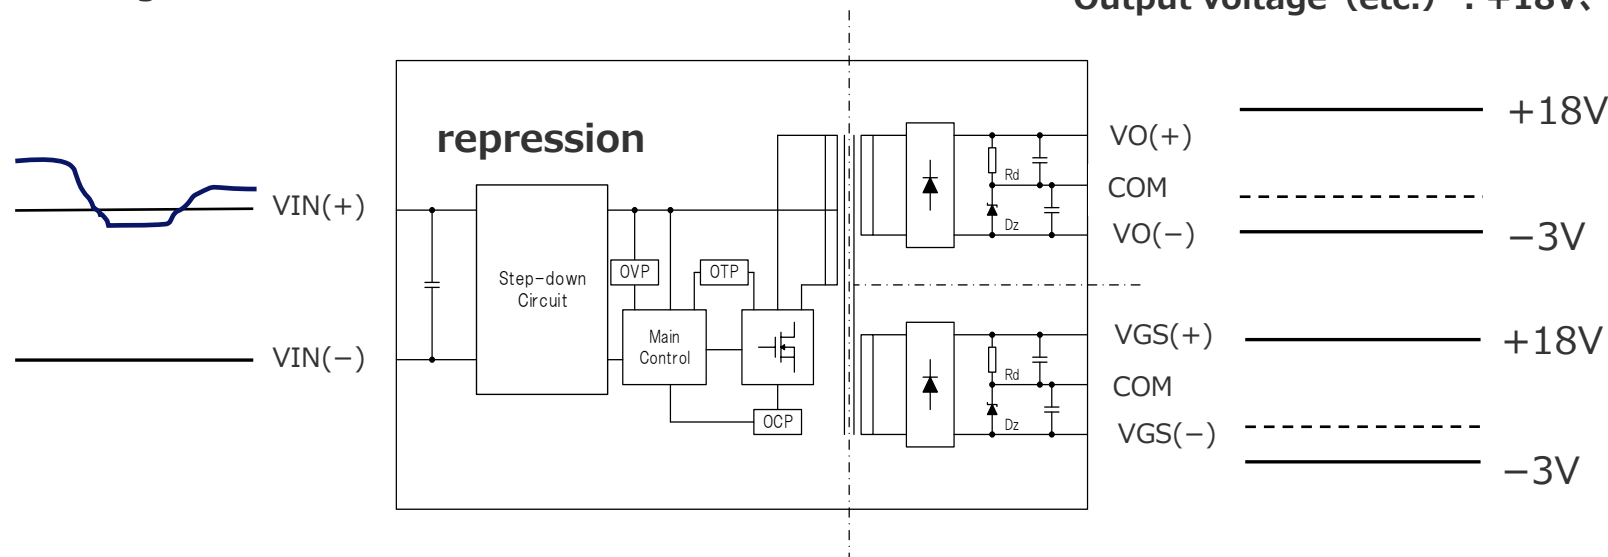 Output voltage (etc.) : +18V、
repression
VIN(+)
VIN(−)
Step-down
Circuit
OVP
OTP
Main
Control
OCP
Rd
Dz
VO(+)
COM
VO(−)
+18V
−3V
Rd
Dz
VGS(+)
COM
VGS(−)
+18V
−3V